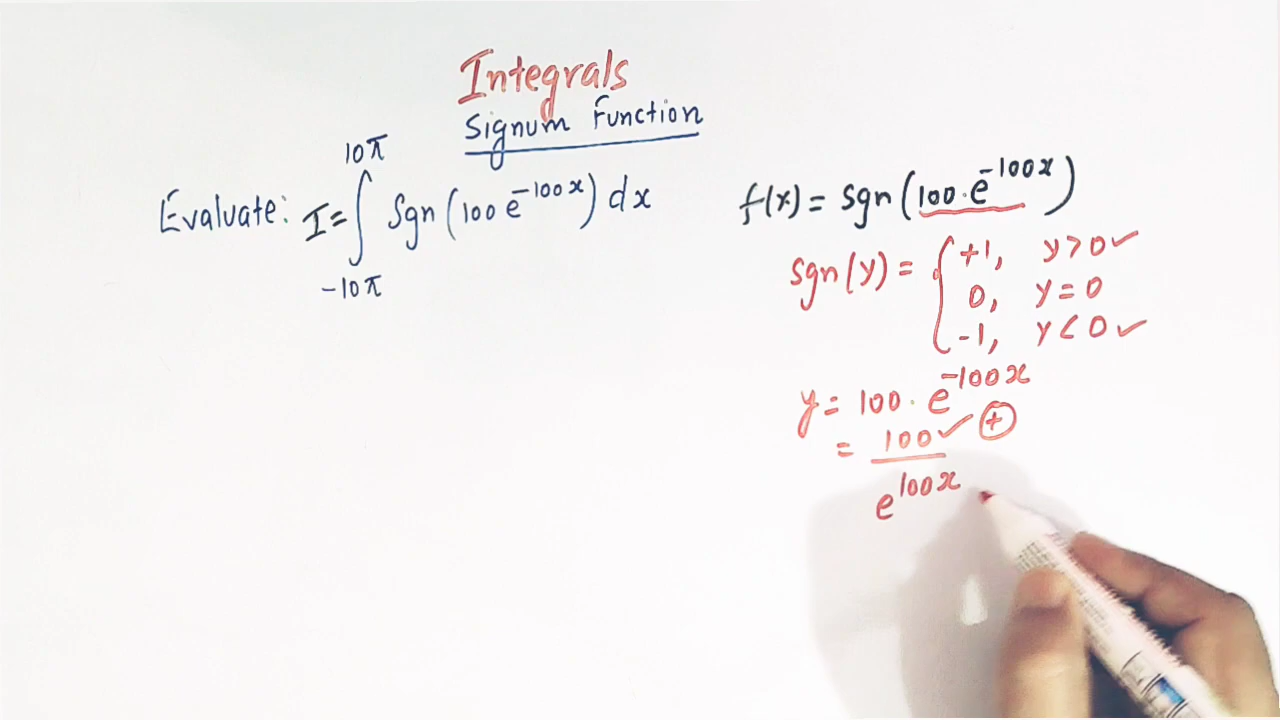 Integrals
Signum Function
Evaluate: I = ∫_{-10π}^{10π} Sgn(100 e^{-100x}) dx
f(x) = sgn(100·e^{-100x})
sgn(y) = { +1, y > 0 ✓
0, y = 0
-1, y < 0 ✓
y = 100·e^{-100x}
= 100 ✓ ⊕
e^{100x}